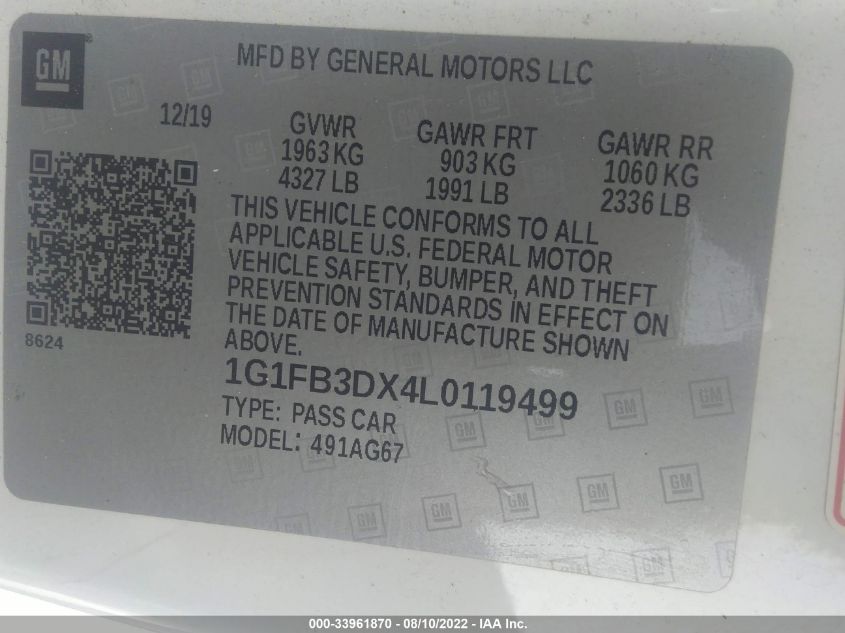 GM
MFD BY GENERAL MOTORS LLC
12/19
GVWR
1963 KG
4327 LB
GAWR FRT
903 KG
1991 LB
GAWR RR
1060 KG
2336 LB
THIS VEHICLE CONFORMS TO ALL
APPLICABLE U.S. FEDERAL MOTOR
VEHICLE SAFETY, BUMPER, AND THEFT
PREVENTION STANDARDS IN EFFECT ON
THE DATE OF MANUFACTURE SHOWN
ABOVE.
8624
1G1FB3DX4L0119499
TYPE: PASS CAR
MODEL: 491AG67
000-33961870 - 08/10/2022 - IAA Inc.